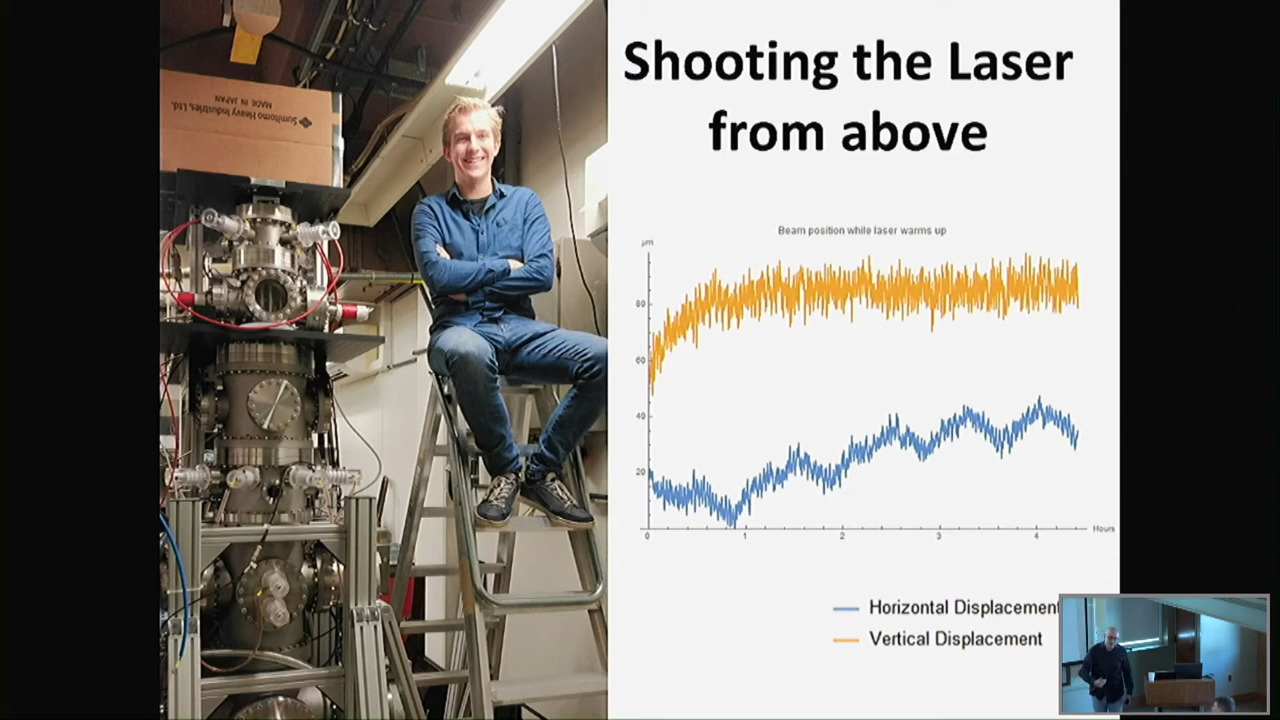 Sumitomo Heavy Industries, Ltd.
MADE IN JAPAN
Shooting the Laser
from above
Beam position while laser warms up
μm
80
60
40
20
0
1
2
3
4
Hours
Horizontal Displacement
Vertical Displacement